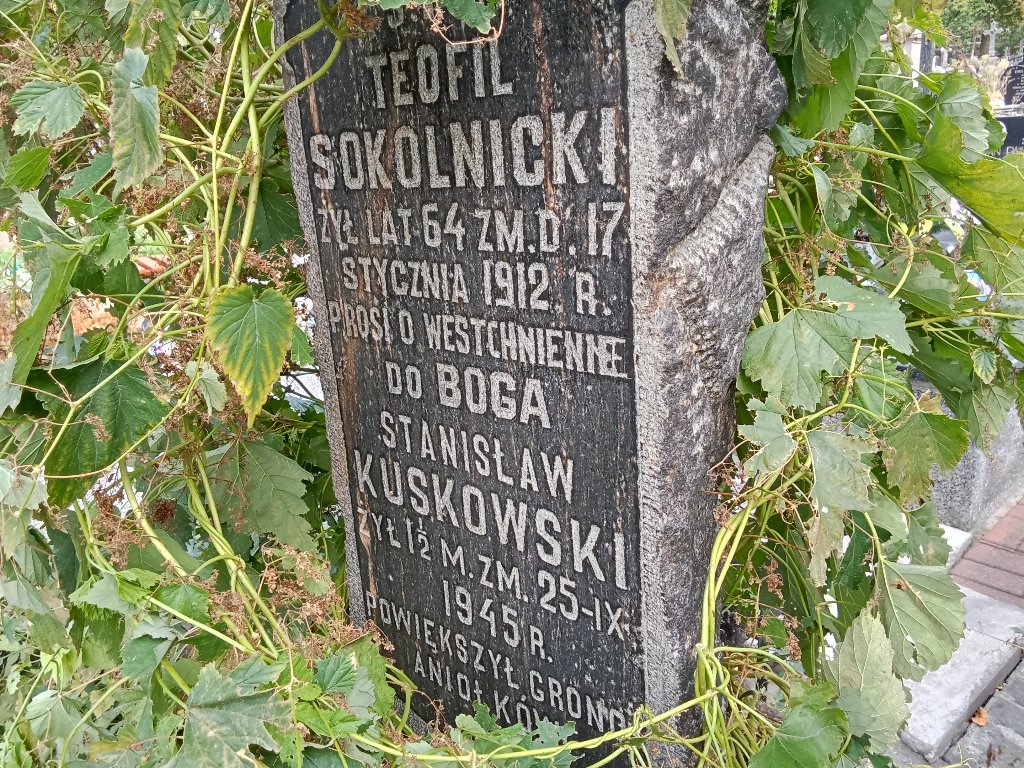 TEOFIL
SOKOLNICKI
ŻYŁ LAT 64 ZM. D. 17
STYCZNIA 1912 R.
PROSI O WESTCHNIENIE
DO BOGA
STANISŁAW
KUSKOWSKI
ŻYŁ 1½ M. ZM. 25-IX
1945 R.
POWIĘKSZYŁ GRONO
ANIOŁKÓW